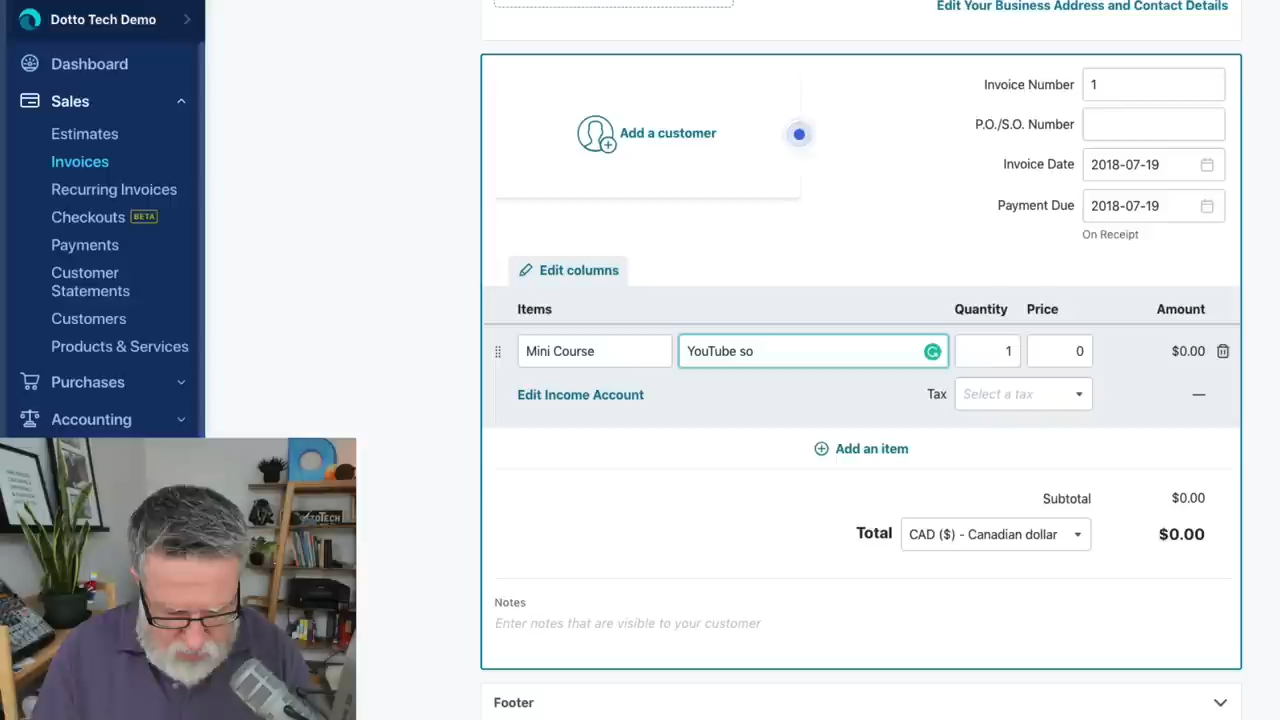 Dotto Tech Demo
Dashboard
Sales
Estimates
Invoices
Recurring Invoices
Checkouts BETA
Payments
Customer
Statements
Customers
Products & Services
Purchases
Accounting
Edit Your Business Address and Contact Details
Add a customer
Invoice Number 1
P.O./S.O. Number
Invoice Date 2018-07-19
Payment Due 2018-07-19
On Receipt
Edit columns
Items Quantity Price Amount
Mini Course YouTube so 1 0 $0.00
Edit Income Account Tax Select a tax —
Add an item
Subtotal $0.00
Total CAD ($) - Canadian dollar $0.00
Notes
Enter notes that are visible to your customer
Footer